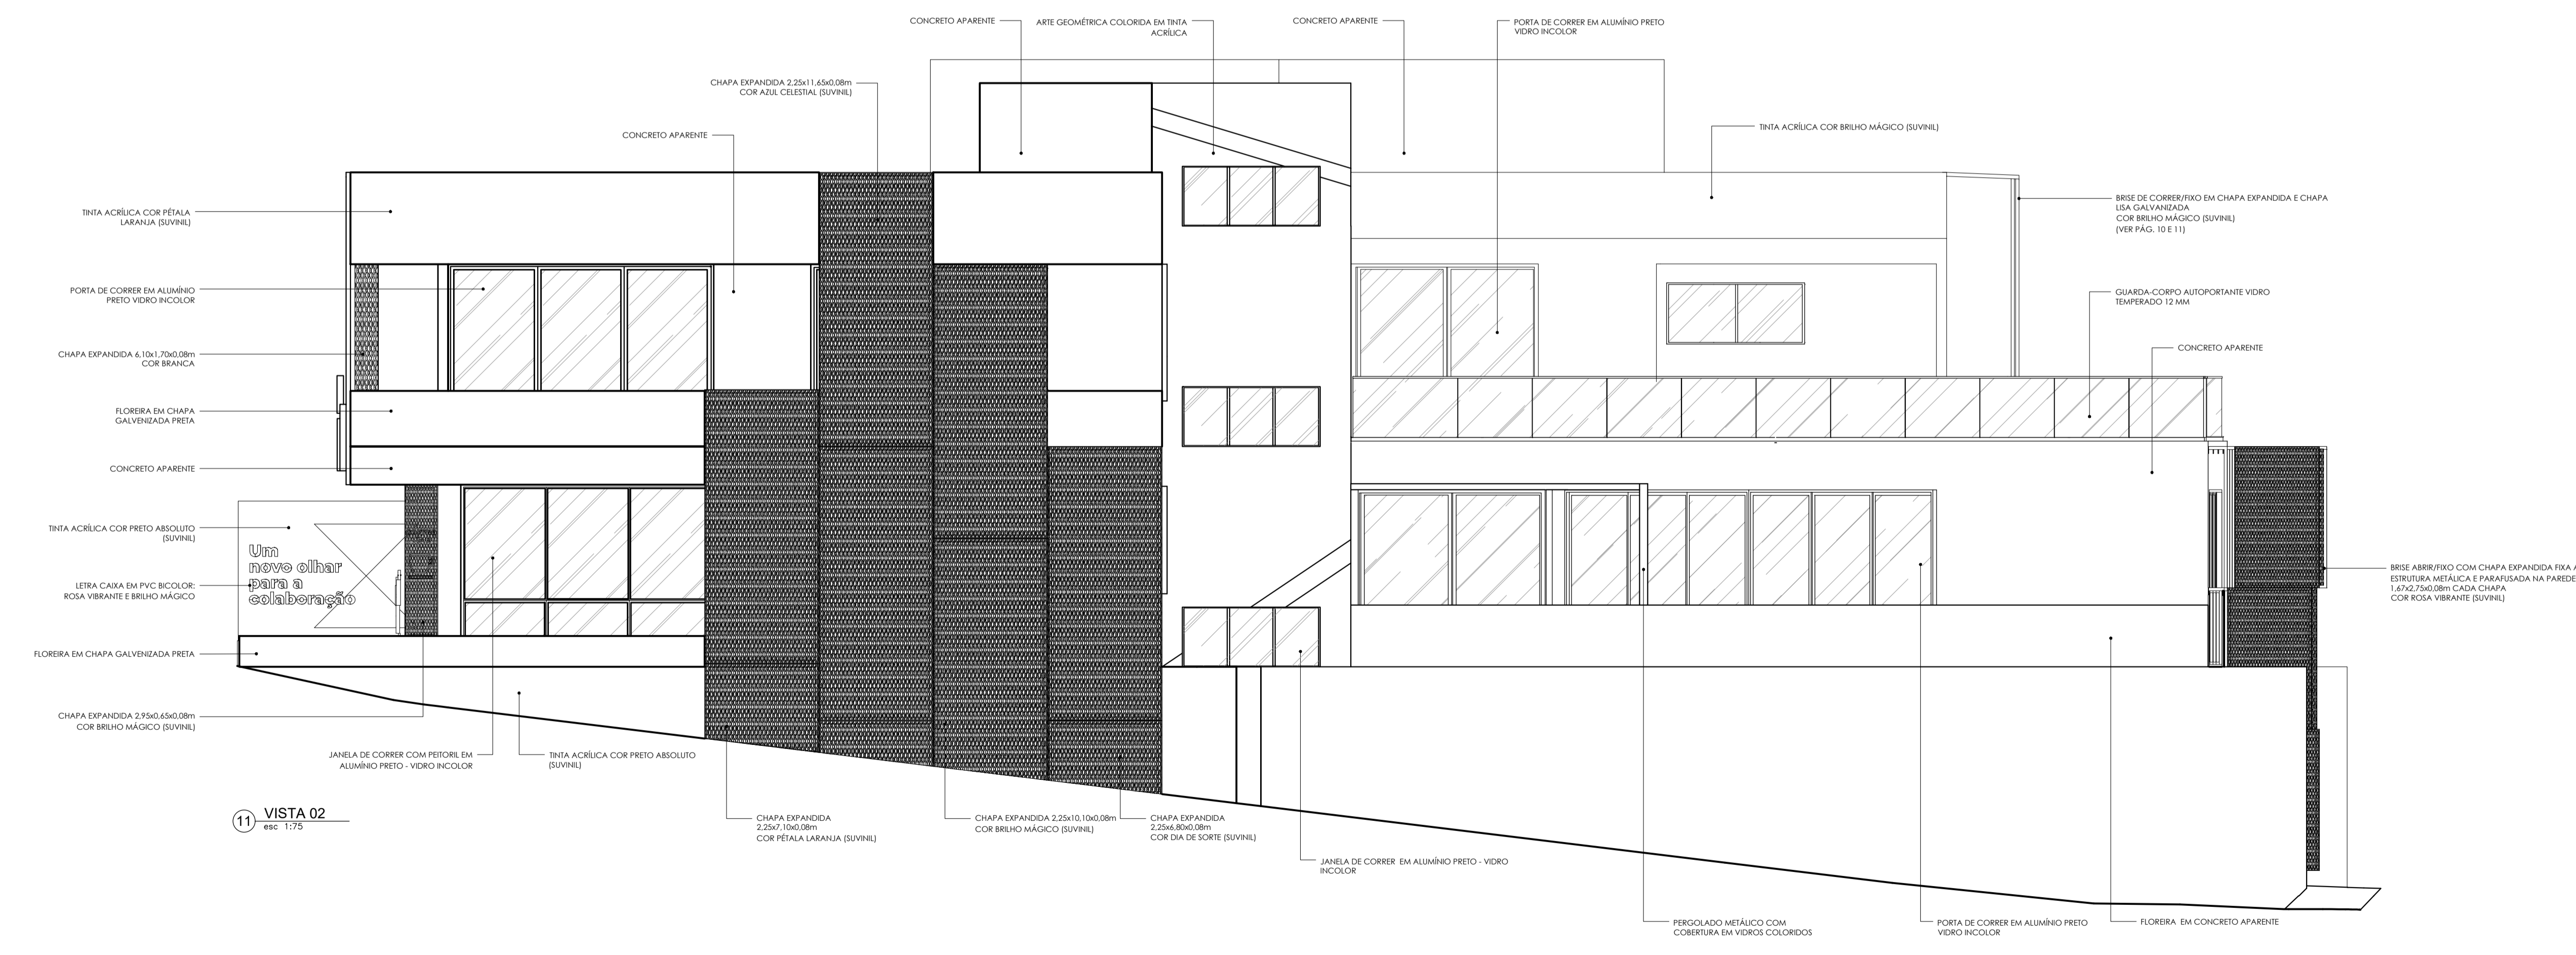 CONCRETO APARENTE
ARTE GEOMÉTRICA COLORIDA EM TINTA
ACRÍLICA
CONCRETO APARENTE
PORTA DE CORRER EM ALUMÍNIO PRETO
VIDRO INCOLOR
CHAPA EXPANDIDA 2,25x11,65x0,08m
COR AZUL CELESTIAL (SUVINIL)
CONCRETO APARENTE
TINTA ACRÍLICA COR BRILHO MÁGICO (SUVINIL)
TINTA ACRÍLICA COR PÉTALA
LARANJA (SUVINIL)
BRISE DE CORRER/FIXO EM CHAPA EXPANDIDA E CHAPA
LISA GALVANIZADA
COR BRILHO MÁGICO (SUVINIL)
(VER PÁG. 10 E 11)
PORTA DE CORRER EM ALUMÍNIO
PRETO VIDRO INCOLOR
GUARDA-CORPO AUTOPORTANTE VIDRO
TEMPERADO 12 MM
CHAPA EXPANDIDA 6,10x1,70x0,08m
COR BRANCA
CONCRETO APARENTE
FLOREIRA EM CHAPA
GALVENIZADA PRETA
CONCRETO APARENTE
TINTA ACRÍLICA COR PRETO ABSOLUTO
(SUVINIL)
Um
novo olhar
para a
colaboração
LETRA CAIXA EM PVC BICOLOR:
ROSA VIBRANTE E BRILHO MÁGICO
BRISE ABRIR/FIXO COM CHAPA EXPANDIDA FIXA A
ESTRUTURA METÁLICA E PARAFUSADA NA PAREDE
1,67x2,75x0,08m CADA CHAPA
COR ROSA VIBRANTE (SUVINIL)
FLOREIRA EM CHAPA GALVENIZADA PRETA
CHAPA EXPANDIDA 2,95x0,65x0,08m
COR BRILHO MÁGICO (SUVINIL)
JANELA DE CORRER COM PEITORIL EM
ALUMÍNIO PRETO - VIDRO INCOLOR
TINTA ACRÍLICA COR PRETO ABSOLUTO
(SUVINIL)
11 VISTA 02
esc 1:75
CHAPA EXPANDIDA
2,25x7,10x0,08m
COR PÉTALA LARANJA (SUVINIL)
CHAPA EXPANDIDA 2,25x10,10x0,08m
COR BRILHO MÁGICO (SUVINIL)
CHAPA EXPANDIDA
2,25x6,80x0,08m
COR DIA DE SORTE (SUVINIL)
JANELA DE CORRER EM ALUMÍNIO PRETO - VIDRO
INCOLOR
PERGOLADO METÁLICO COM
COBERTURA EM VIDROS COLORIDOS
PORTA DE CORRER EM ALUMÍNIO PRETO
VIDRO INCOLOR
FLOREIRA EM CONCRETO APARENTE